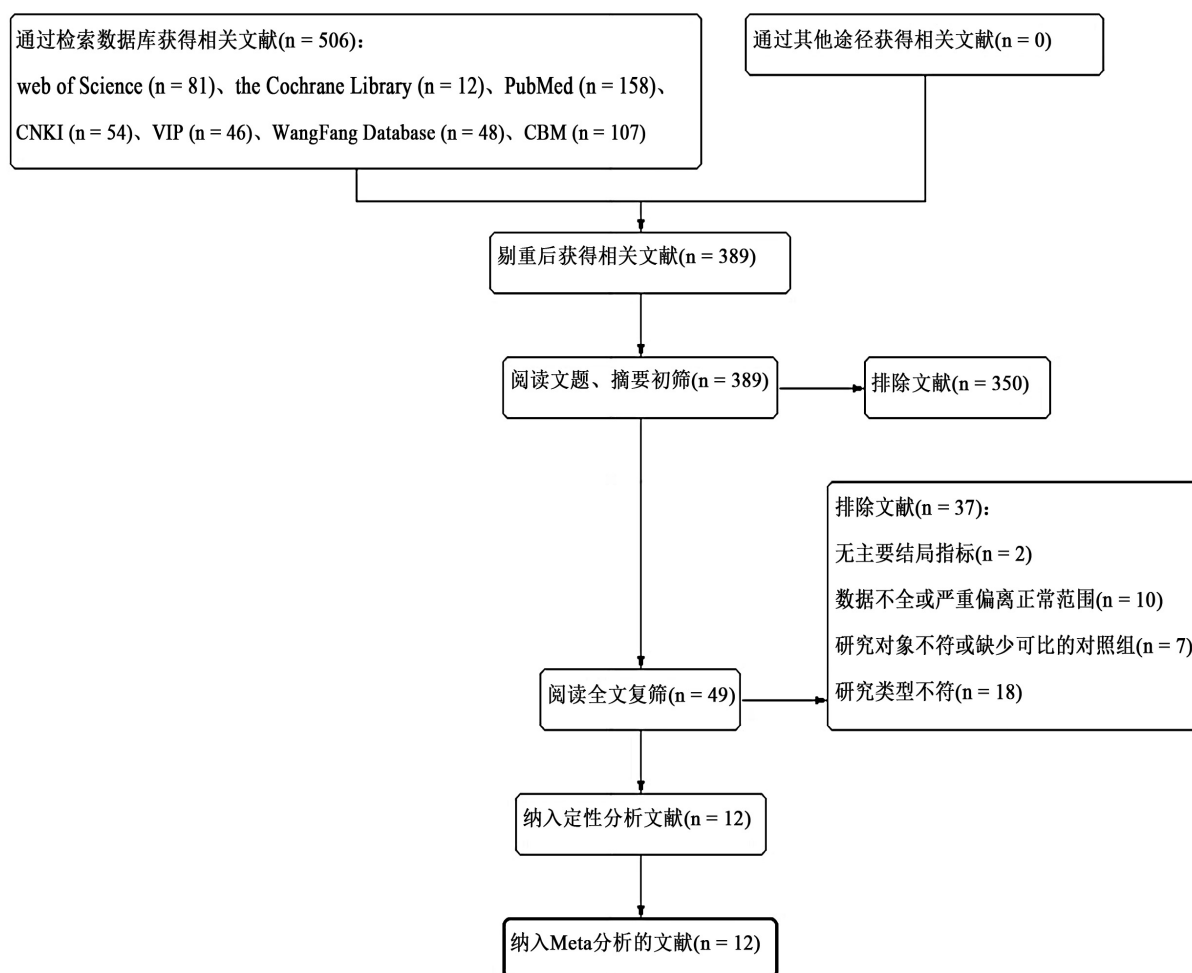 通过检索数据库获得相关文献(n = 506)：
web of Science (n = 81)、the Cochrane Library (n = 12)、PubMed (n = 158)、
CNKI (n = 54)、VIP (n = 46)、WangFang Database (n = 48)、CBM (n = 107)
通过其他途径获得相关文献(n = 0)
剔重后获得相关文献(n = 389)
阅读文题、摘要初筛(n = 389)
排除文献(n = 350)
排除文献(n = 37)：
无主要结局指标(n = 2)
数据不全或严重偏离正常范围(n = 10)
研究对象不符或缺少可比的对照组(n = 7)
研究类型不符(n = 18)
阅读全文复筛(n = 49)
纳入定性分析文献(n = 12)
纳入Meta分析的文献(n = 12)